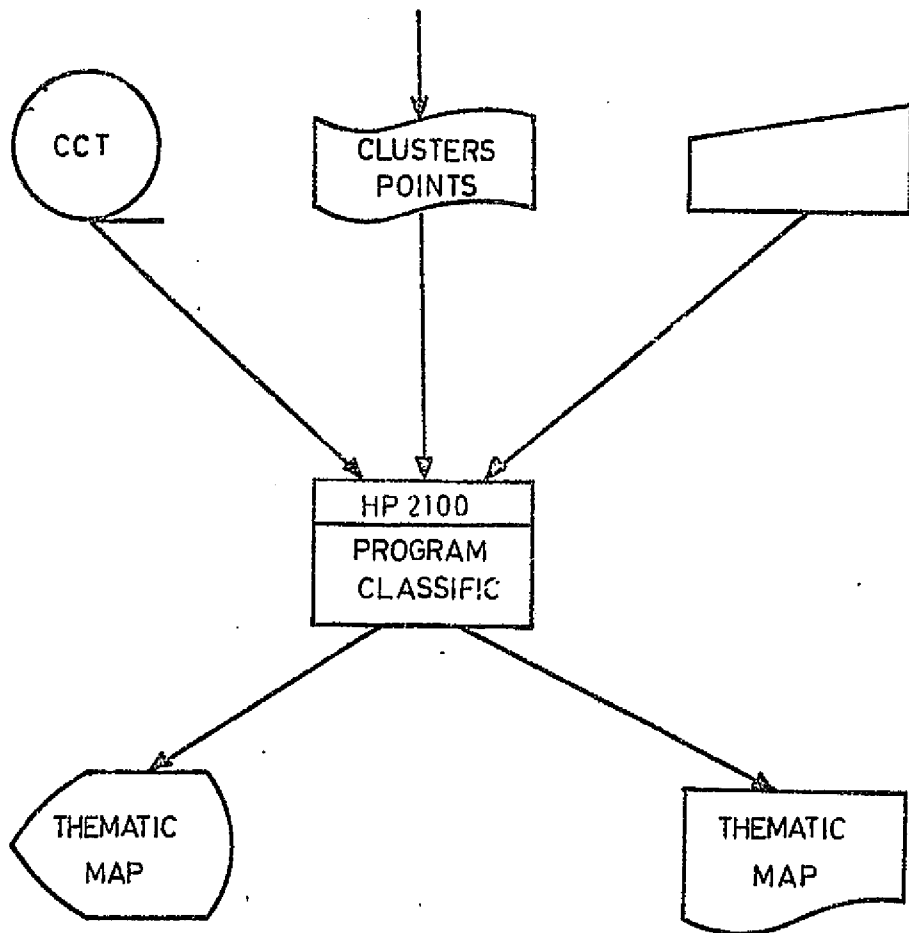 CCT
CLUSTERS
POINTS
HP 2100
PROGRAM
CLASSIFIC
THEMATIC
MAP
THEMATIC
MAP